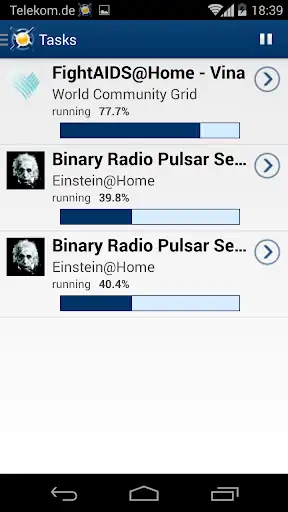 Telekom.de 18:39
Tasks
FightAIDS@Home - Vina
World Community Grid
running 77.7%
Binary Radio Pulsar Se...
Einstein@Home
running 39.8%
Binary Radio Pulsar Se...
Einstein@Home
running 40.4%